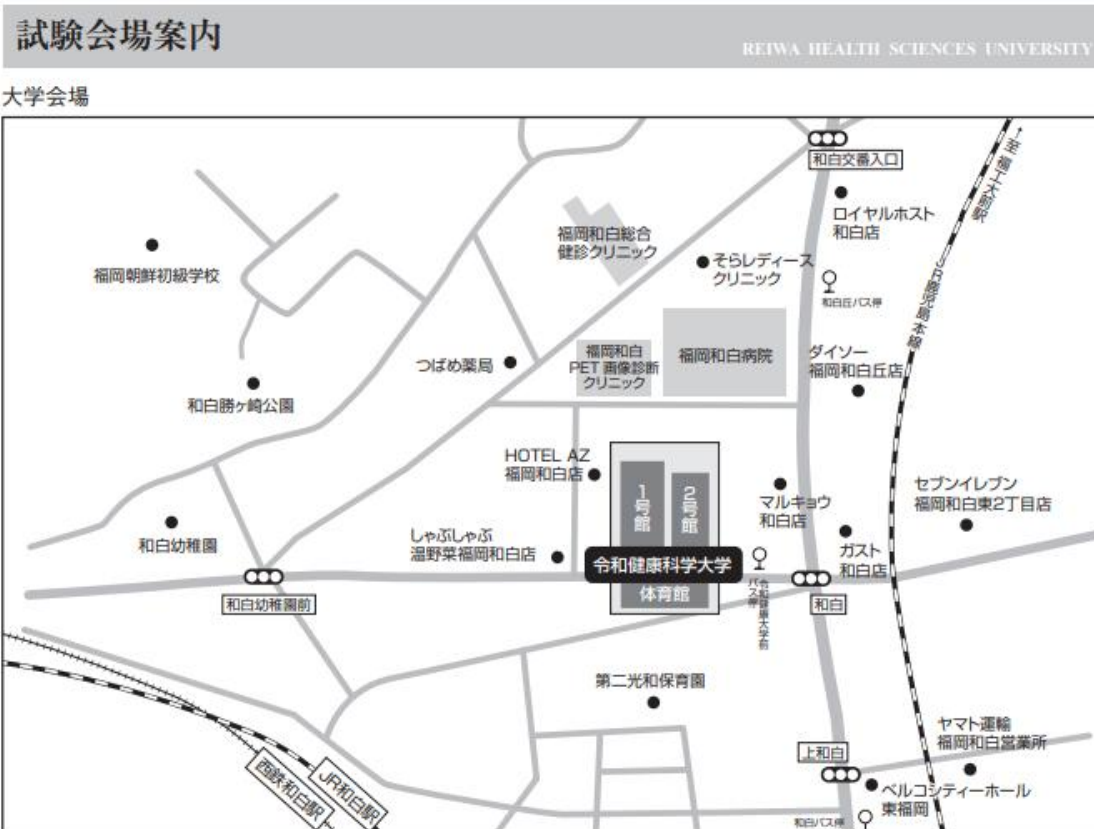 試験会場案内
REIWA HEALTH SCIENCES UNIVERSITY
大学会場
和白交番入口
↑至 福工大前駅
ロイヤルホスト
和白店
福岡和白総合
健診クリニック
福岡朝鮮初級学校
そらレディース
クリニック
JR鹿児島本線
和白丘バス停
つばめ薬局
福岡和白
PET 画像診断
クリニック
福岡和白病院
ダイソー
福岡和白丘店
和白勝ヶ崎公園
HOTEL AZ
福岡和白店
1号館
2号館
マルキョウ
和白店
セブンイレブン
福岡和白東2丁目店
和白幼稚園
しゃぶしゃぶ
温野菜福岡和白店
ガスト
和白店
令和健康科学大学
体育館
令和健康大学前
バス停
和白幼稚園前
和白
第二光和保育園
ヤマト運輸
福岡和白営業所
上和白
西鉄和白駅
JR和白駅
ベルコシティーホール
東福岡
和白バス停